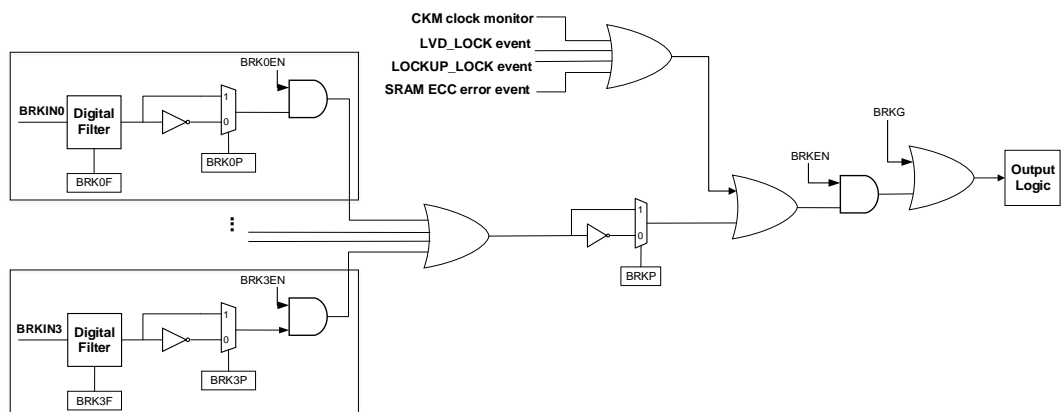 CKM clock monitor
LVD_LOCK event
LOCKUP_LOCK event
SRAM ECC error event
BRK0EN
BRKIN0
Digital
Filter
1
0
BRK0P
BRK0F
BRKG
BRKEN
Output
Logic
...
1
0
BRKP
BRK3EN
BRKIN3
Digital
Filter
1
0
BRK3P
BRK3F